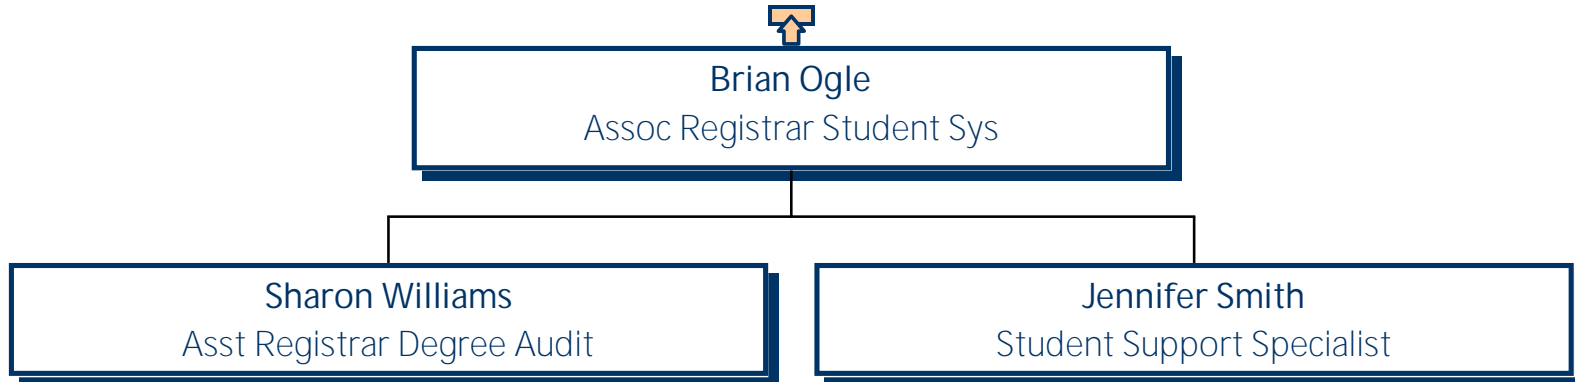 Brian Ogle
Assoc Registrar Student Sys
Sharon Williams
Asst Registrar Degree Audit
Jennifer Smith
Student Support Specialist